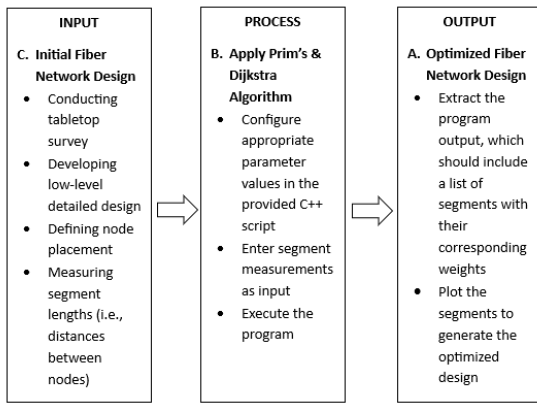 INPUT
C. Initial Fiber
Network Design
• Conducting
tabletop
survey
• Developing
low-level
detailed design
• Defining node
placement
• Measuring
segment
lengths (i.e.,
distances
between
nodes)
PROCESS
B. Apply Prim's &
Dijkstra
Algorithm
• Configure
appropriate
parameter
values in the
provided C++
script
• Enter segment
measurements
as input
• Execute the
program
OUTPUT
A. Optimized Fiber
Network Design
• Extract the
program
output, which
should include
a list of
segments with
their
corresponding
weights
• Plot the
segments to
generate the
optimized
design